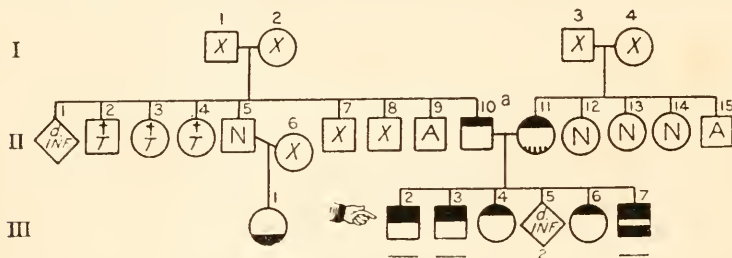 1 2 3 4
I X X X X
1 2 3 4 5 7 8 9 10 a 11 12 13 14 15
II d. INF † T † T † T N X X A N N N A
6
X
1 2 3 4 5 6 7
III d. INF
2